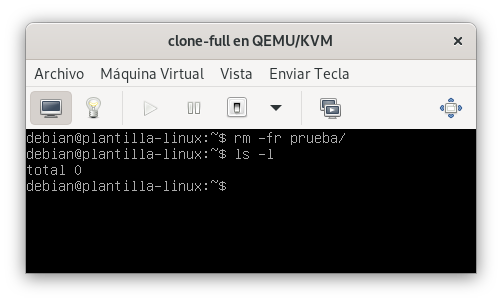 clone-full en QEMU/KVM
Archivo Máquina Virtual Vista Enviar Tecla
debian@plantilla-linux:~$ rm -fr prueba/
debian@plantilla-linux:~$ ls -l
total 0
debian@plantilla-linux:~$